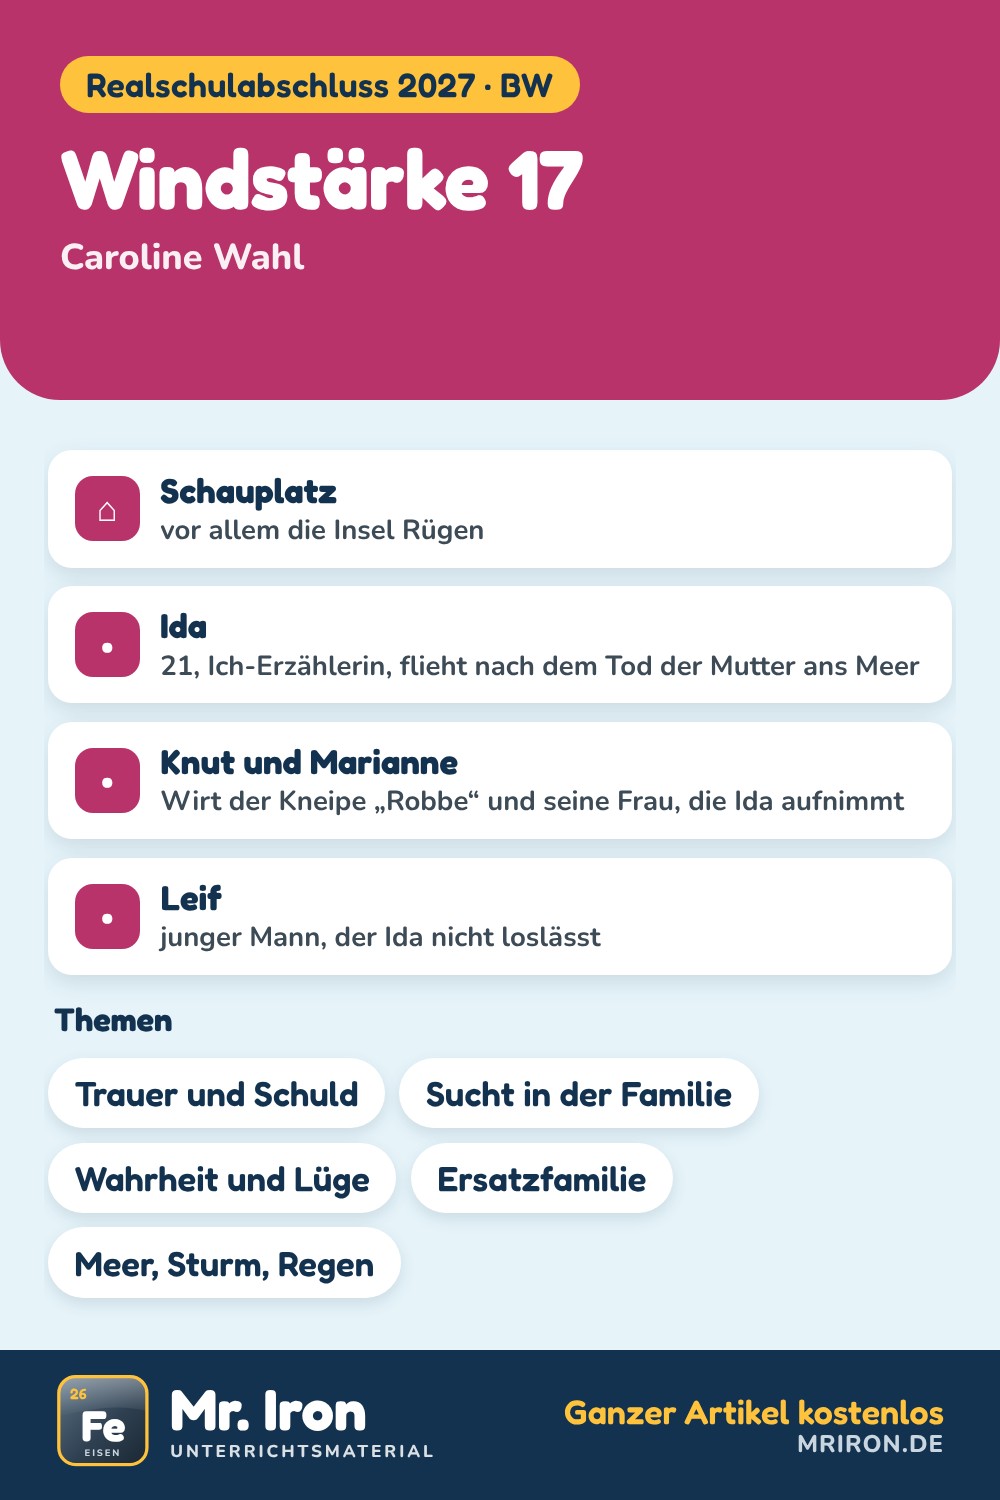 Realschulabschluss 2027 · BW
Windstärke 17
Caroline Wahl
Schauplatz
vor allem die Insel Rügen
Ida
21, Ich-Erzählerin, flieht nach dem Tod der Mutter ans Meer
Knut und Marianne
Wirt der Kneipe „Robbe“ und seine Frau, die Ida aufnimmt
Leif
junger Mann, der Ida nicht loslässt
Themen
Trauer und Schuld
Sucht in der Familie
Wahrheit und Lüge
Ersatzfamilie
Meer, Sturm, Regen
26
Fe
EISEN
Mr. Iron
UNTERRICHTSMATERIAL
Ganzer Artikel kostenlos
MRIRON.DE